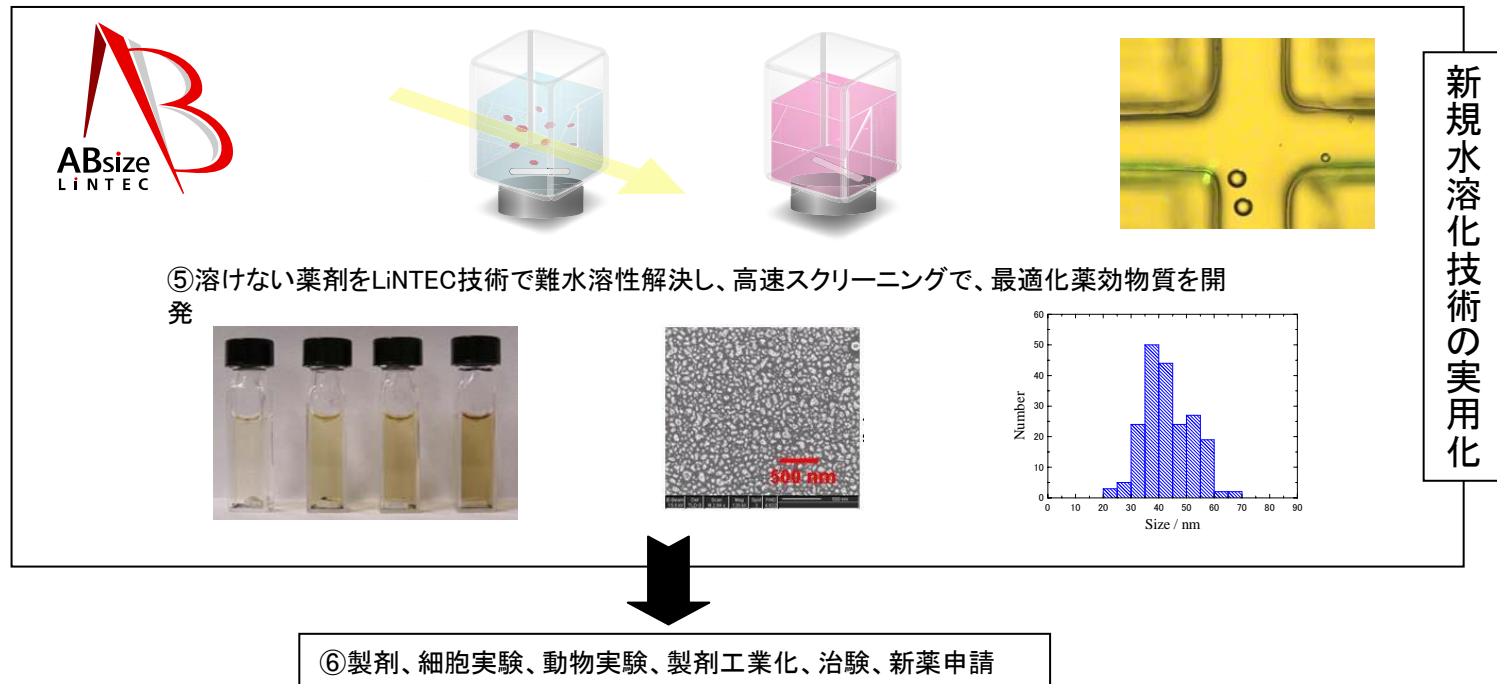 ABsize
LiNTEC
新規水溶化技術の実用化
⑤溶けない薬剤をLiNTEC技術で難水溶性解決し、高速スクリーニングで、最適化薬効物質を開
発
500 nm
60
50
40
30
20
10
0
Number
0 10 20 30 40 50 60 70 80 90
Size / nm
⑥製剤、細胞実験、動物実験、製剤工業化、治験、新薬申請